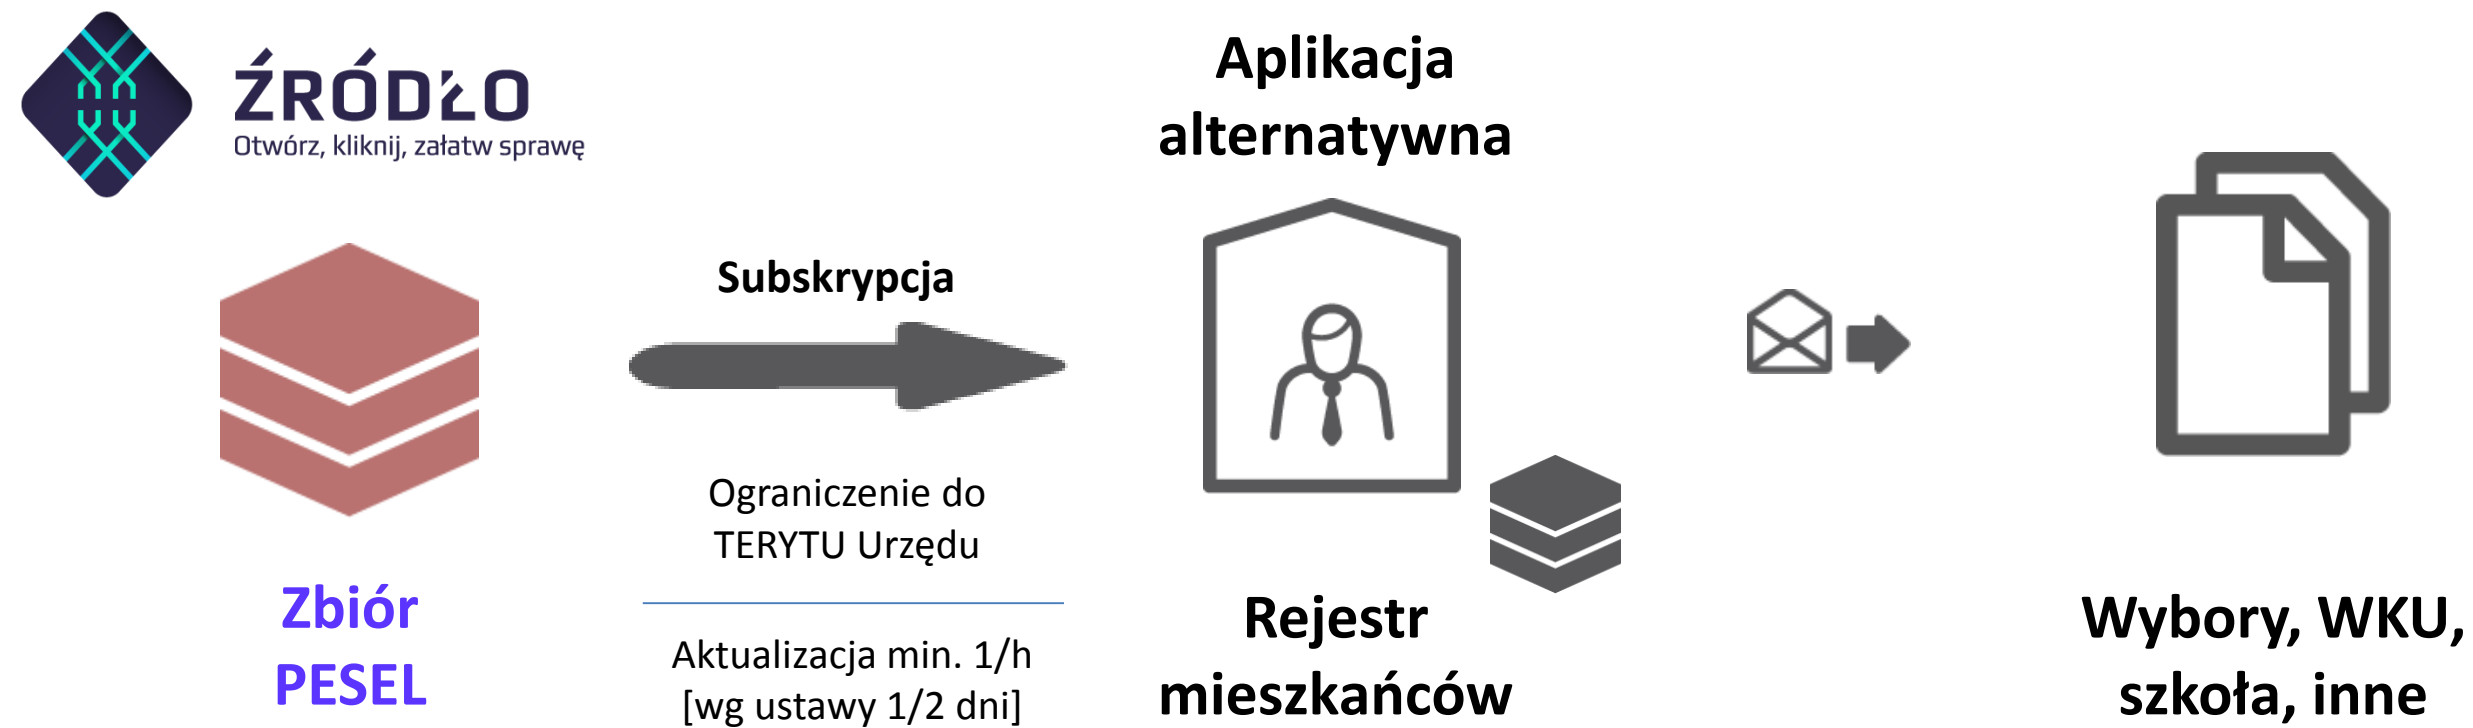 ŹRÓDŁO
Otwórz, kliknij, załatw sprawę
Zbiór
PESEL
Subskrypcja
Ograniczenie do
TERYTU Urzędu
Aktualizacja min. 1/h
[wg ustawy 1/2 dni]
Aplikacja
alternatywna
Rejestr
mieszkańców
Wybory, WKU,
szkoła, inne